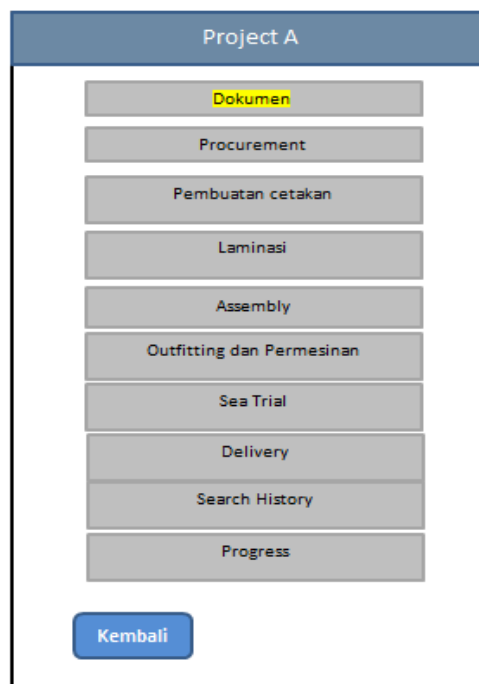 Project A
Dokumen
Procurement
Pembuatan cetakan
Laminasi
Assembly
Outfitting dan Permesinan
Sea Trial
Delivery
Search History
Progress
Kembali